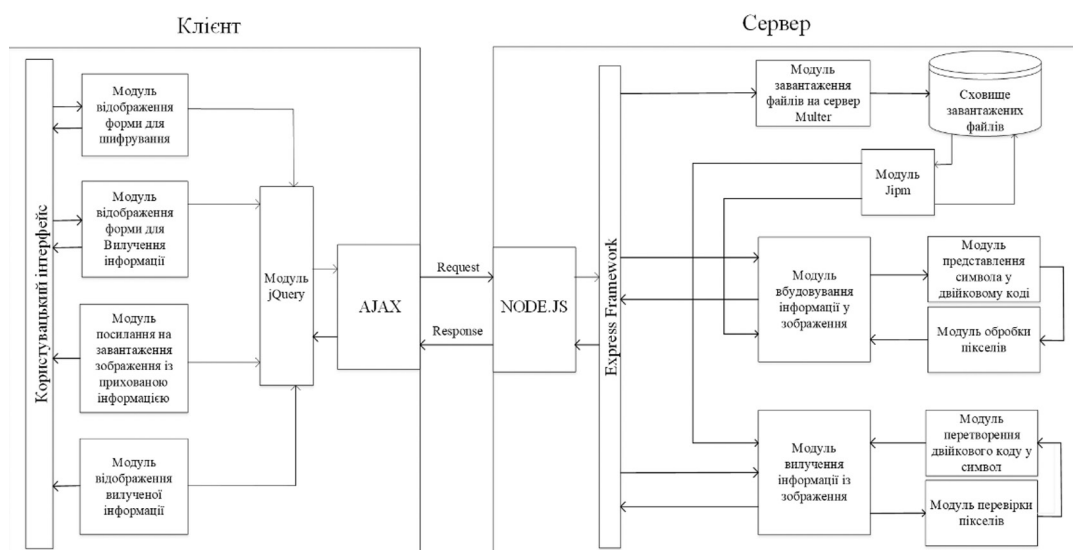 Клієнт
Сервер
Користувацький інтерфейс
Модуль
відображення
форми для
шифрування
Модуль
відображення
форми для
Вилучення
інформації
Модуль
посилання на
завантаження
зображення із
прихованою
інформацією
Модуль
відображення
вилученої
інформації
Модуль
jQuery
AJAX
Request
Response
NODE.JS
Express Framework
Модуль
завантаження
файлів на сервер
Multer
Сховище
завантажених
файлів
Модуль
Jipm
Модуль
вбудовування
інформації у
зображення
Модуль
представлення
символа у
двійковому коді
Модуль обробки
пікселів
Модуль
вилучення
інформації із
зображення
Модуль
перетворення
двійкового коду у
символ
Модуль перевірки
пікселів